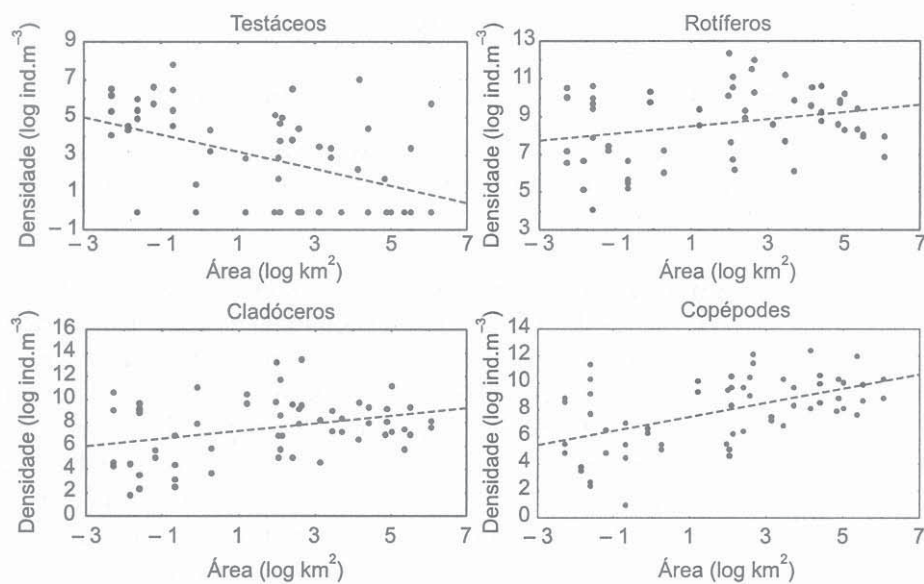 Testáceos
Densidade (log ind.m⁻³)
9
7
5
3
1
– 1
– 3 – 1 1 3 5 7
Área (log km²)
Rotíferos
Densidade (log ind.m⁻³)
13
11
9
7
5
3
– 3 – 1 1 3 5 7
Área (log km²)
Cladóceros
Densidade (log ind.m⁻³)
16
14
12
10
8
6
4
2
0
– 3 – 1 1 3 5 7
Área (log km²)
Copépodes
Densidade (log ind.m⁻³)
14
12
10
8
6
4
2
0
– 3 – 1 1 3 5 7
Área (log km²)